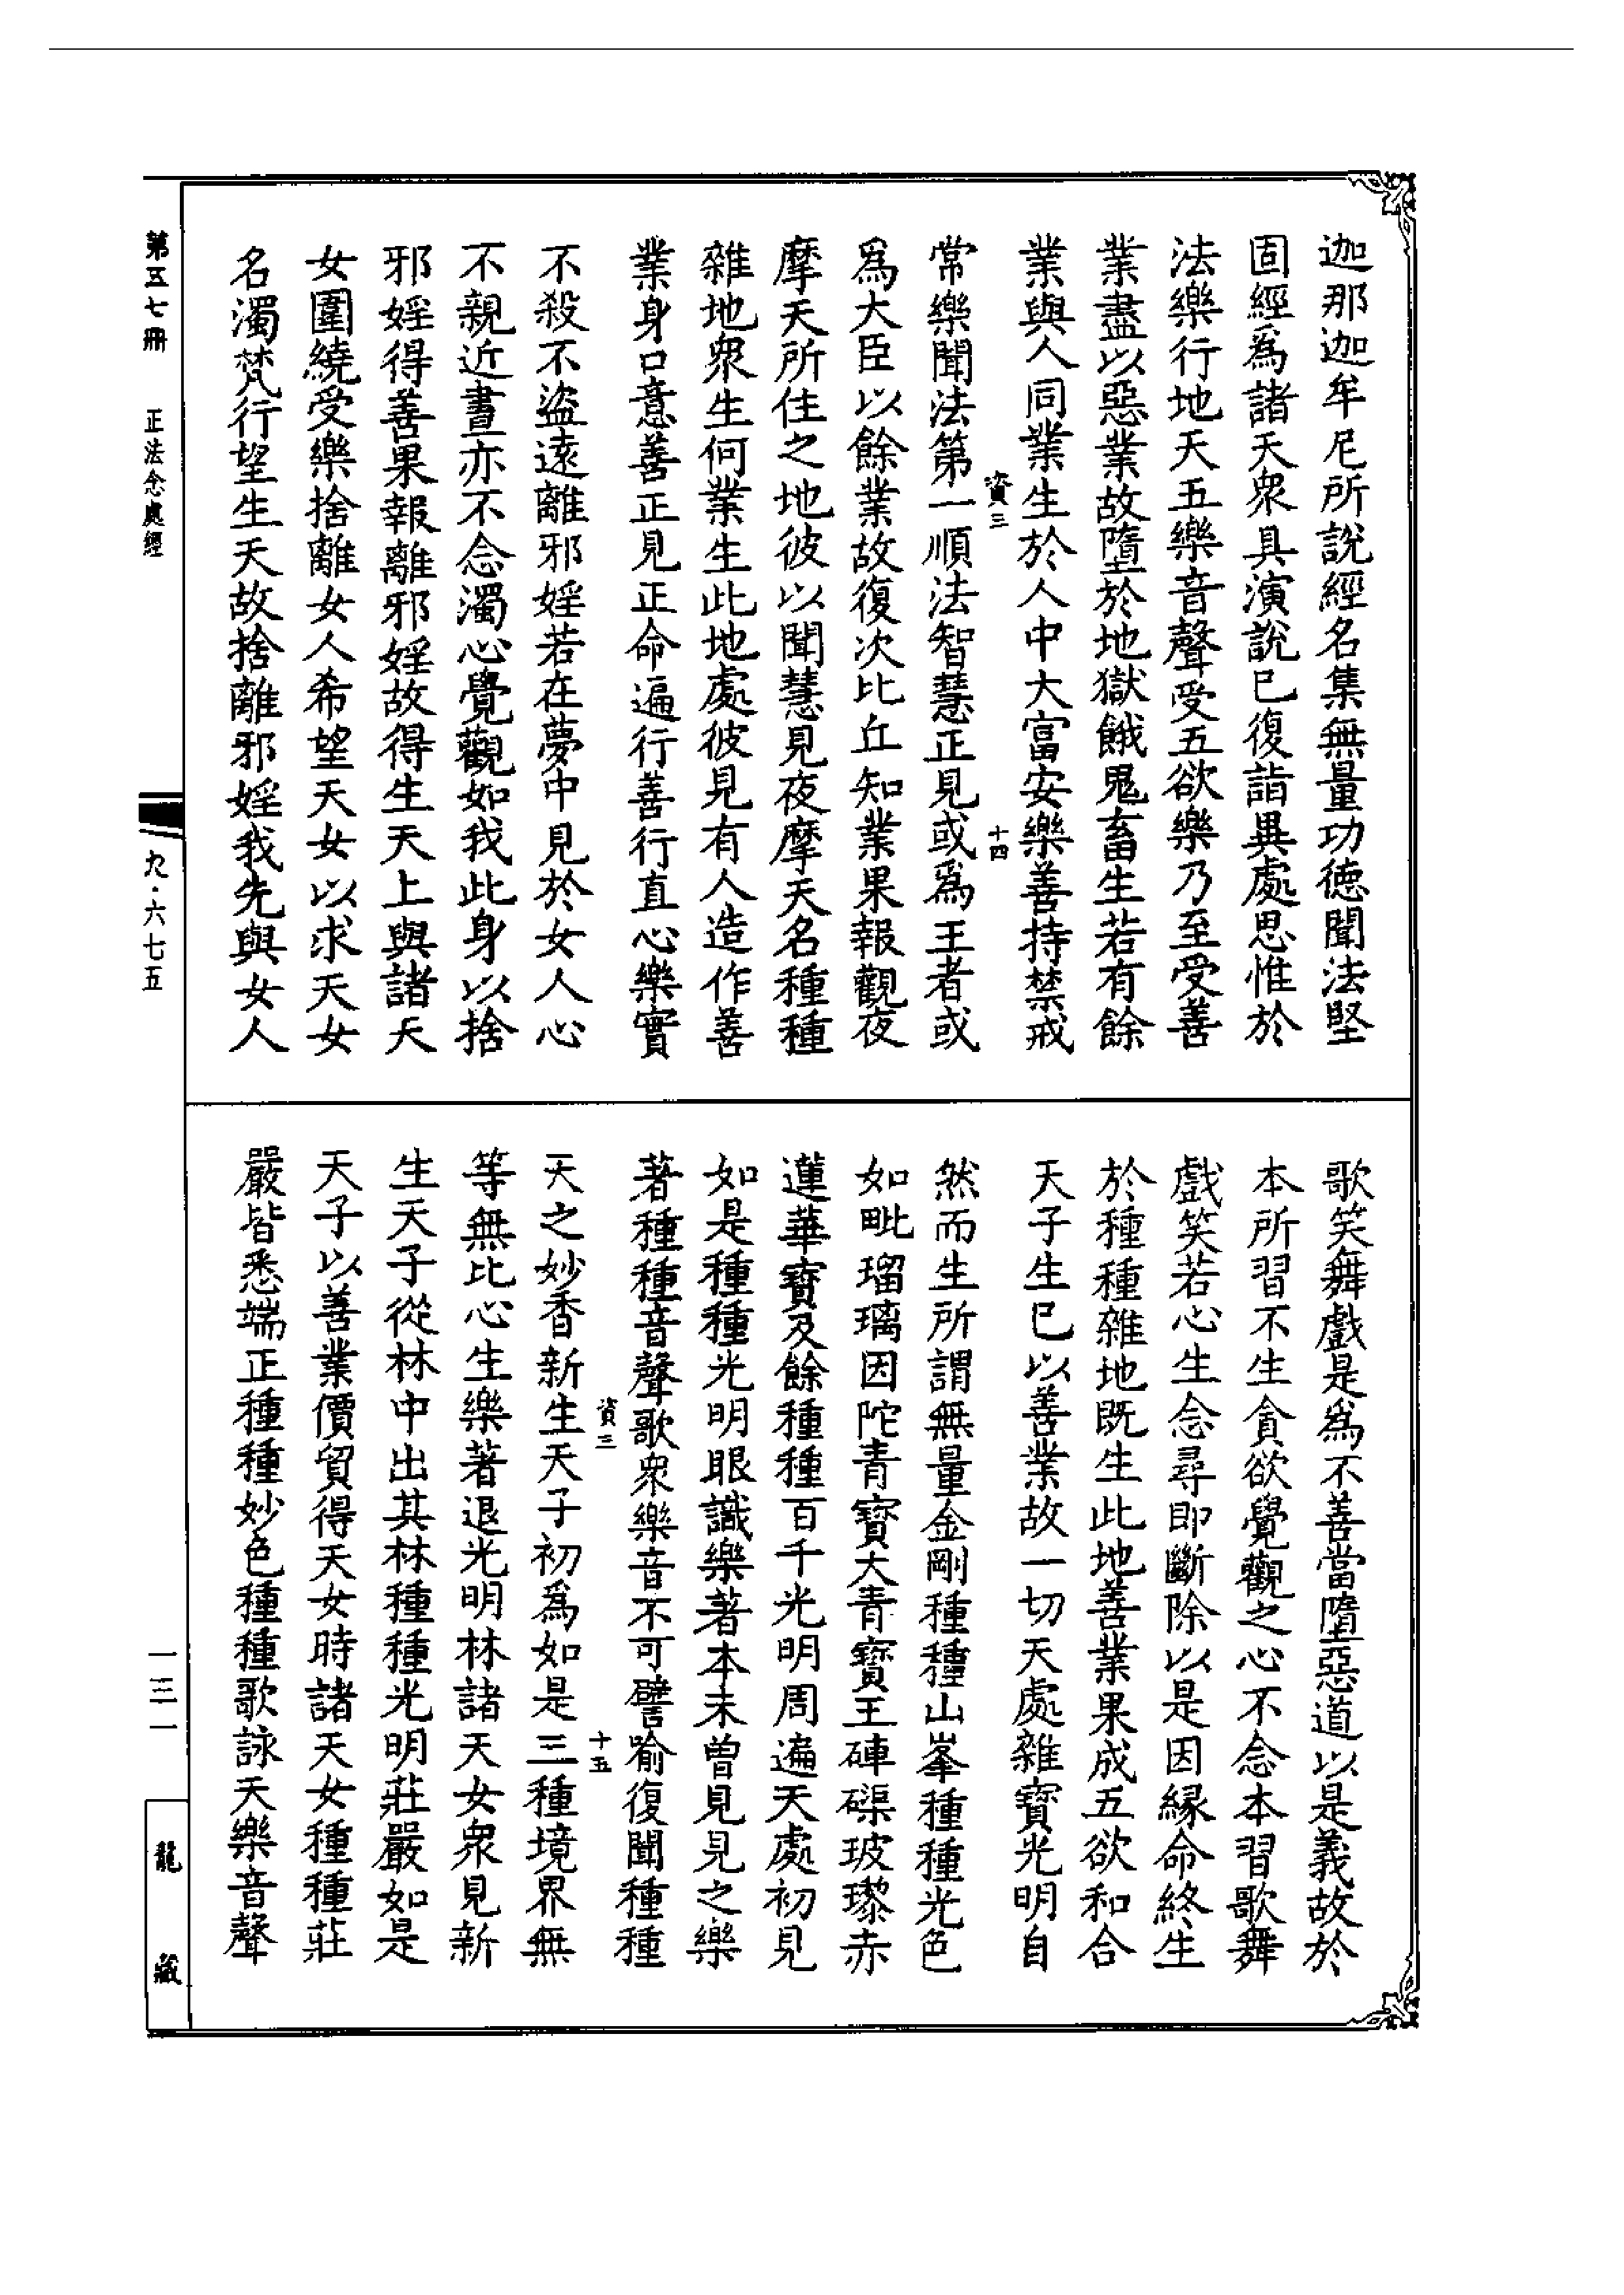 迦那迦牟尼所說經名集無量功德聞法堅
固經為諸天眾具演說已復詣異處思惟於
法樂行地天五樂音聲受五欲樂乃至受善
業盡以惡業故墮於地獄餓鬼畜生若有餘
業與人同業生於人中大富安樂善持禁戒
資三 十四
常樂聞法第一順法智慧正見或為王者或
為大臣以餘業故復次比丘知業果報觀夜
摩天所住之地彼以聞慧見夜摩天名種種
雜地眾生何業生此地處彼見有人造作善
業身口意善正見正命遍行善行直心樂實
不殺不盜遠離邪婬若在夢中見於女人心
不親近晝亦不念濁心覺觀如我此身以捨
邪婬得善果報離邪婬故得生天上與諸天
女圍繞受樂捨離女人希望天女以求天女
名濁梵行望生天故捨離邪婬我先與女人
歌笑舞戲是為不善當墮惡道以是義故於
本所習不生貪欲覺觀之心不念本習歌舞
戲笑若心生念尋即斷除以是因緣命終生
於種種雜地既生此地善業果成五欲和合
天子生已以善業故一切天處雜寶光明自
然而生所謂無量金剛種種山峯種種光色
如毗瑠璃因陀青寶大青寶王硨磲玻瓈赤
蓮華寶及餘種種百千光明周遍天處初見
如是種種光明眼識樂著本未曾見見之樂
著種種音聲歌眾樂音不可譬喻復聞種種
資三 十五
天之妙香新生天子初為如是三種境界無
等無比心生樂著退光明林諸天女眾見新
生天子從林中出其林種種光明莊嚴如是
天子以善業價貿得天女時諸天女種種莊
嚴皆悉端正種種妙色種種歌詠天樂音聲
第五七冊 正法念處經 九·六七五 一三一 龍藏